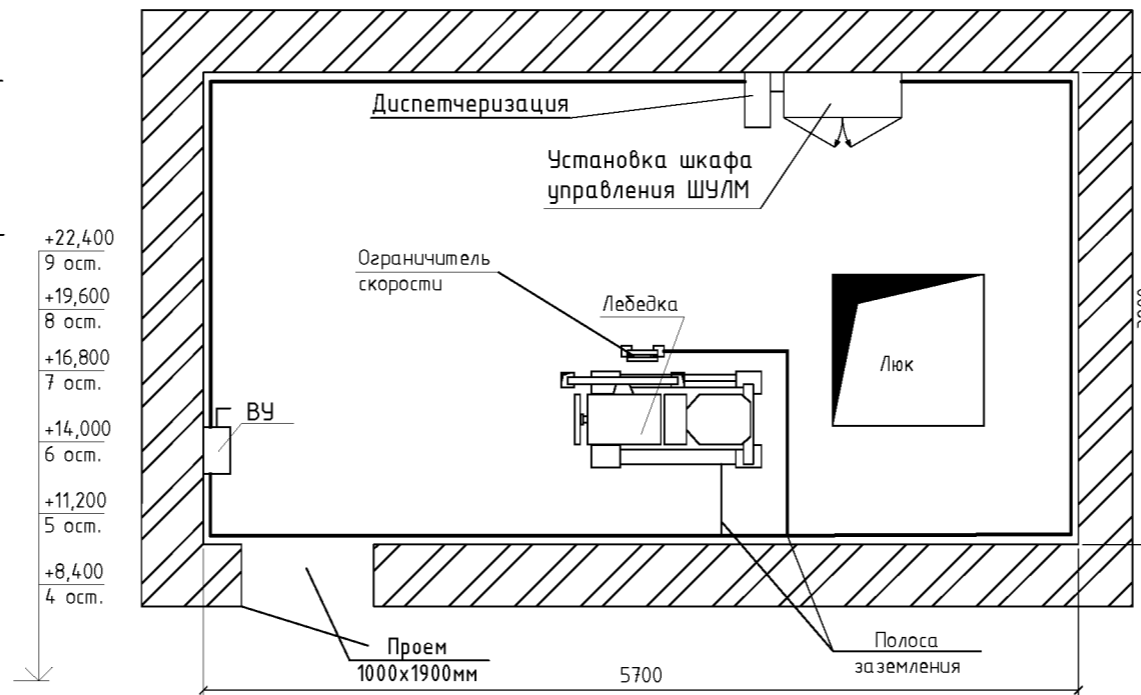 Диспетчеризация
Установка шкафа
управления ШУЛМ
+22,400
9 ост.
+19,600
8 ост.
+16,800
7 ост.
+14,000
6 ост.
+11,200
5 ост.
+8,400
4 ост.
Ограничитель
скорости
Лебедка
Люк
ВУ
Проем
1000х1900мм
5700
Полоса
заземления